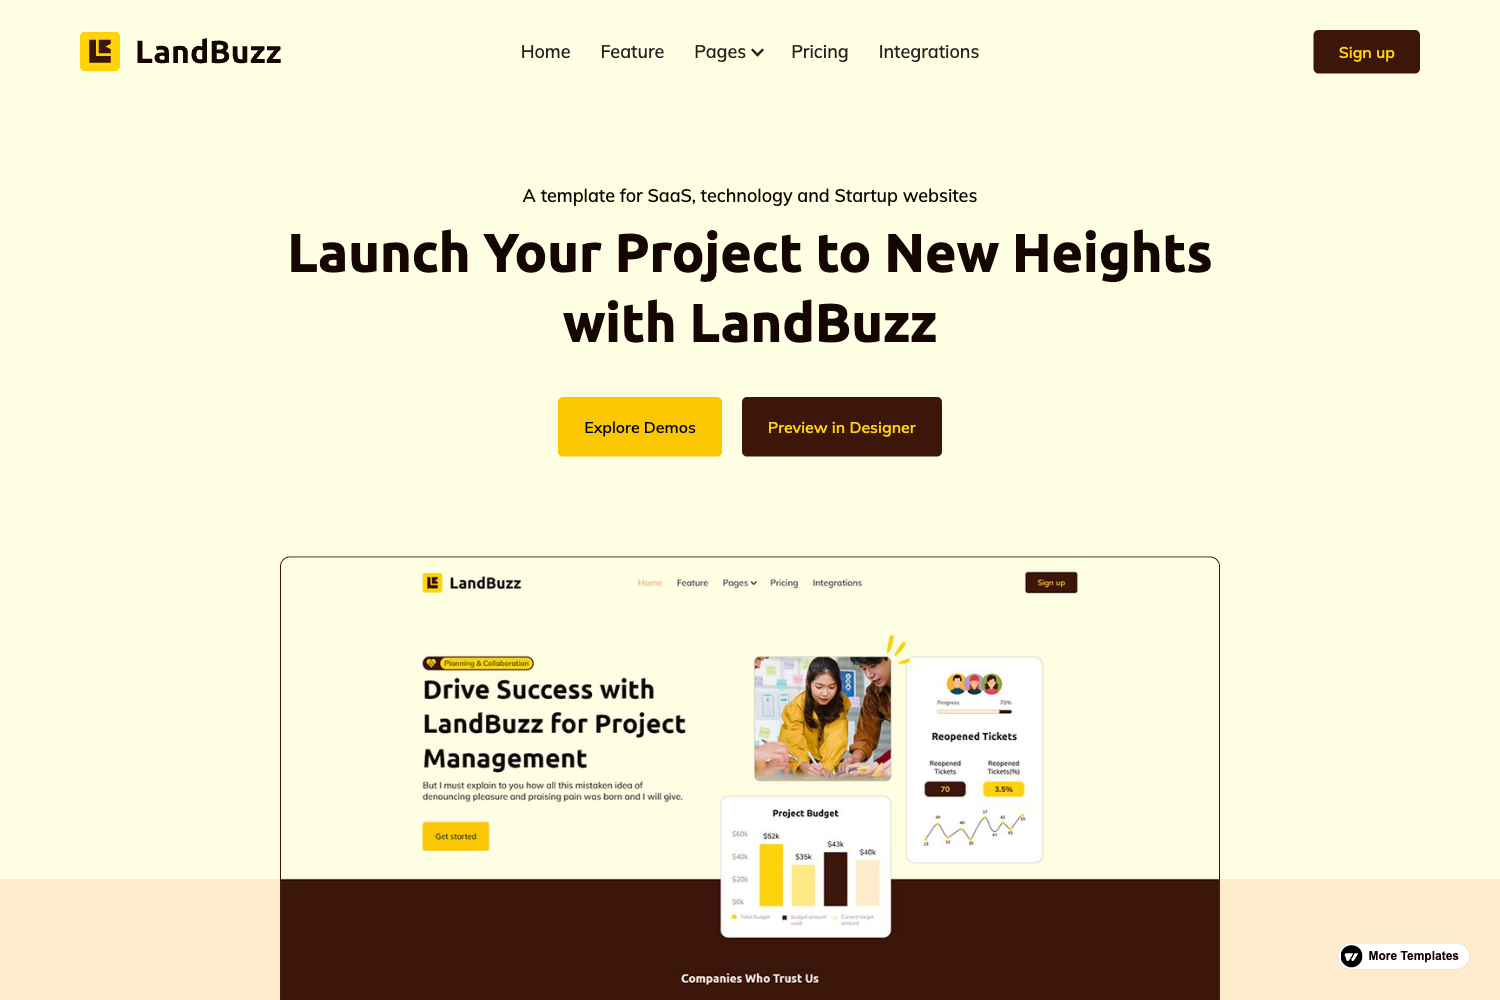 LandBuzz
Home Feature Pages Pricing Integrations
Sign up
A template for SaaS, technology and Startup websites
Launch Your Project to New Heights
with LandBuzz
Explore Demos
Preview in Designer
LandBuzz
Home Feature Pages Pricing Integrations
Sign up
Planning & Collaboration
Drive Success with
LandBuzz for Project
Management
But I must explain to you how all this mistaken idea of
denouncing pleasure and praising pain was born and I will give.
Get started
Progress 70%
Reopened Tickets
Reopened
Tickets
Reopened
Tickets(%)
70
3.5%
Project Budget
$60k
$40k
$20k
$0k
$52k
$35k
$43k
$40k
Total Budget
Budget amount
used
Current target
amount
Companies Who Trust Us
More Templates